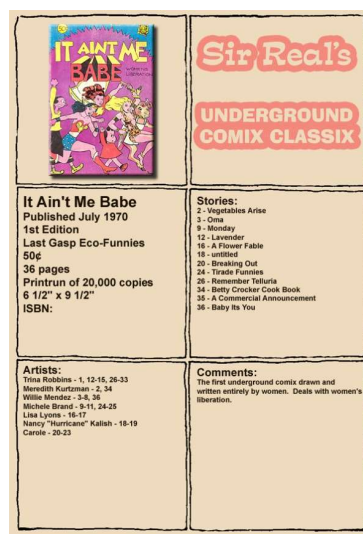 IT AINT ME
BABE
WOMEN'S
LIBERATION
Sir Real's
UNDERGROUND
COMIX CLASSIX
It Ain't Me Babe
Published July 1970
1st Edition
Last Gasp Eco-Funnies
50¢
36 pages
Printrun of 20,000 copies
6 1/2" x 9 1/2"
ISBN:
Stories:
2 - Vegetables Arise
3 - Oma
9 - Monday
12 - Lavender
16 - A Flower Fable
18 - untitled
20 - Breaking Out
24 - Tirade Funnies
26 - Remember Telluria
34 - Betty Crocker Cook Book
35 - A Commercial Announcement
36 - Baby Its You
Artists:
Trina Robbins - 1, 12-15, 26-33
Meredith Kurtzman - 2, 34
Willie Mendez - 3-8, 36
Michele Brand - 9-11, 24-25
Lisa Lyons - 16-17
Nancy "Hurricane" Kalish - 18-19
Carole - 20-23
Comments:
The first underground comix drawn and
written entirely by women. Deals with women's
liberation.